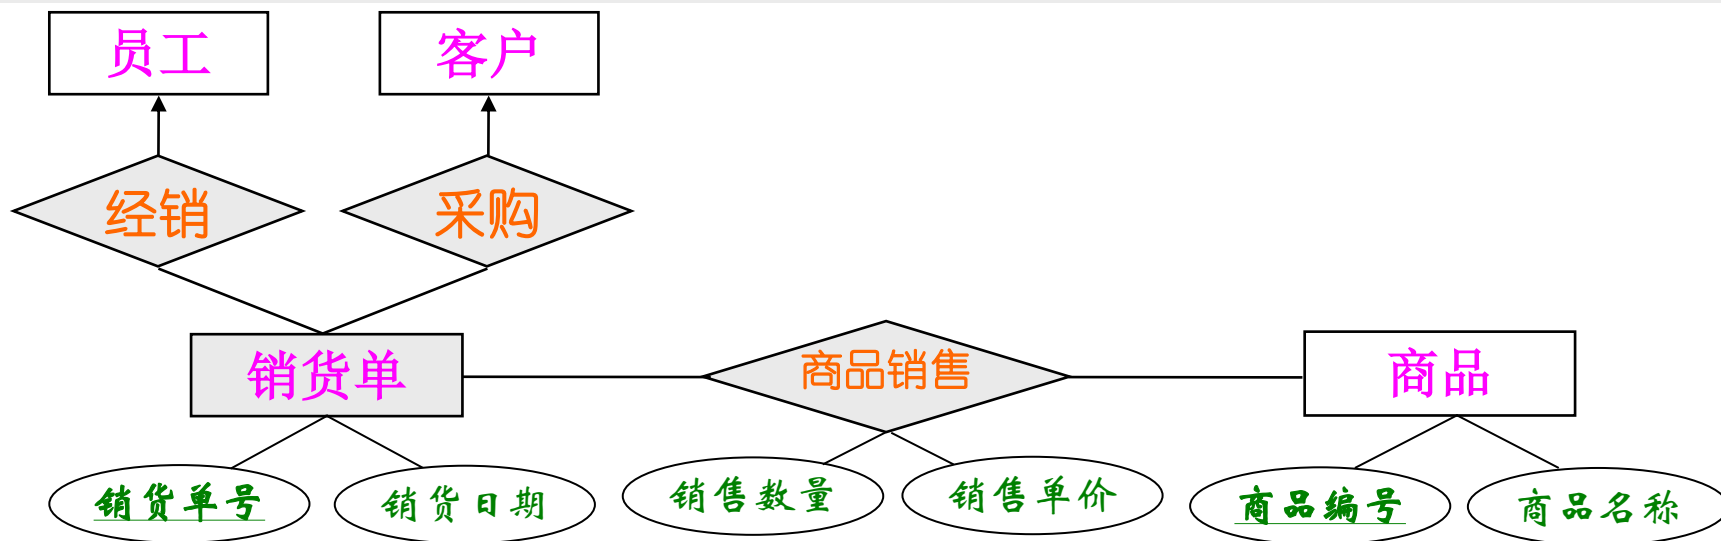 员工
客户
经销
采购
销货单
商品销售
商品
销货单号
销货日期
销售数量
销售单价
商品编号
商品名称